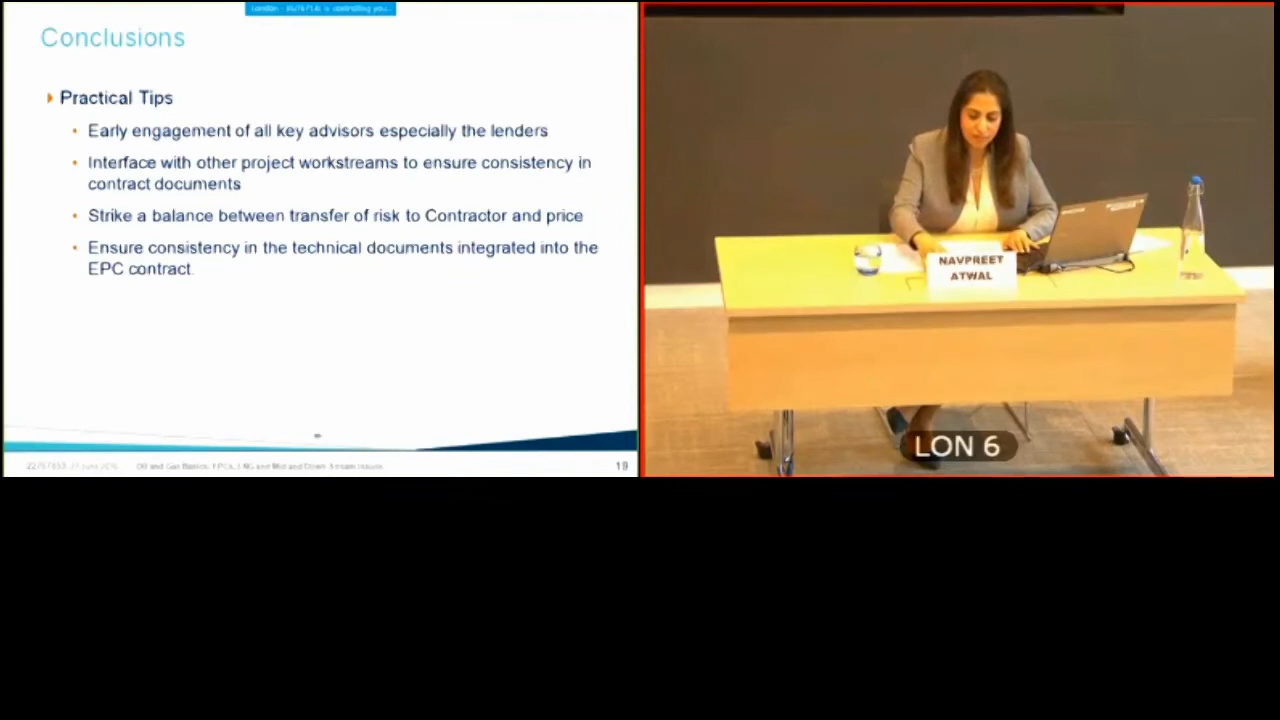 Conclusions
Practical Tips
Early engagement of all key advisors especially the lenders
Interface with other project workstreams to ensure consistency in
contract documents
Strike a balance between transfer of risk to Contractor and price
Ensure consistency in the technical documents integrated into the
EPC contract.
19
NAVPREET
ATWAL
LON 6